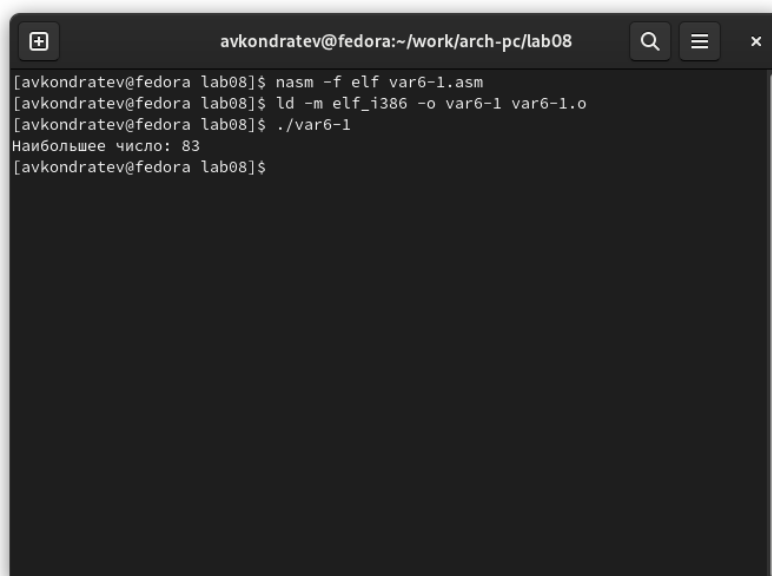 avkondratev@fedora:~/work/arch-pc/lab08
[avkondratev@fedora lab08]$ nasm -f elf var6-1.asm
[avkondratev@fedora lab08]$ ld -m elf_i386 -o var6-1 var6-1.o
[avkondratev@fedora lab08]$ ./var6-1
Наибольшее число: 83
[avkondratev@fedora lab08]$